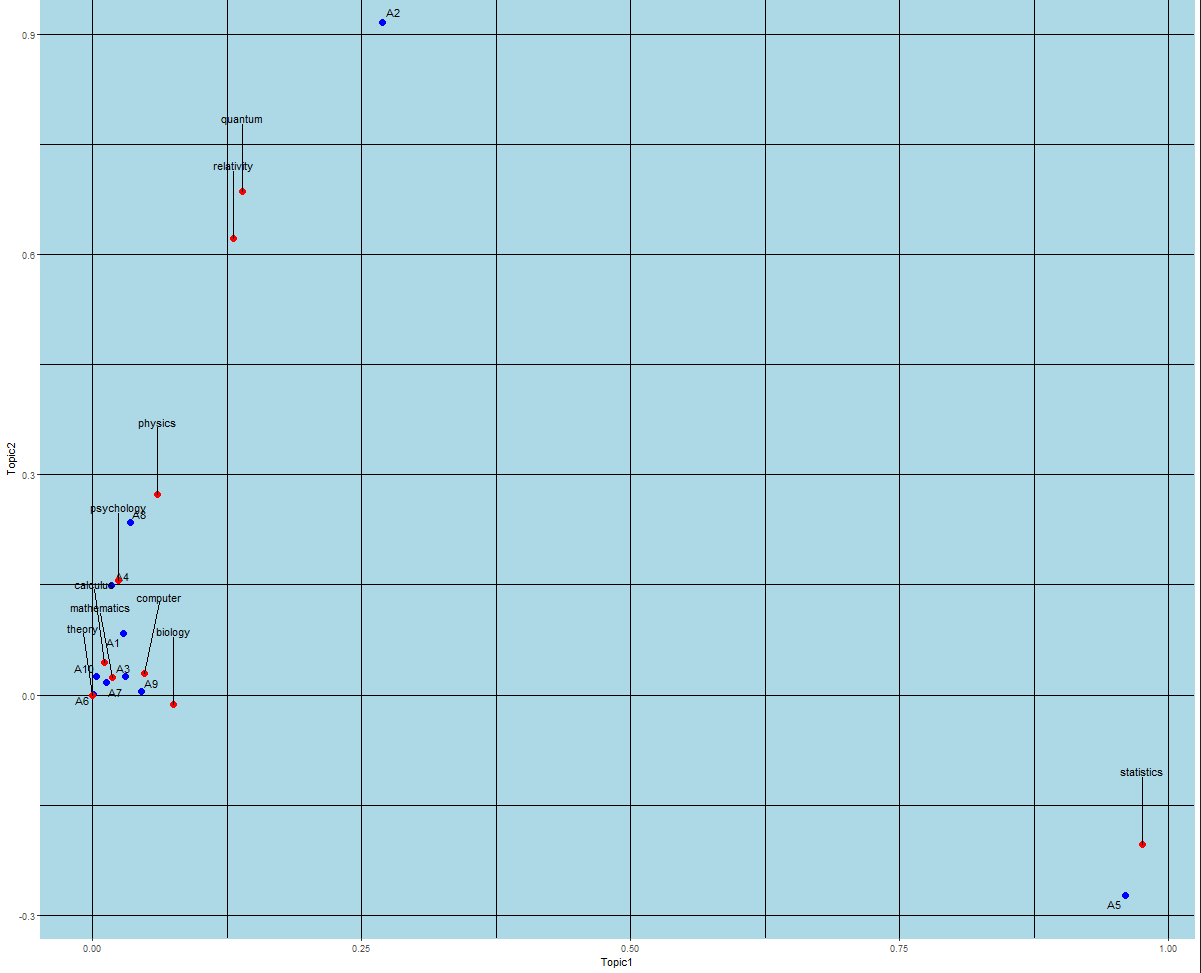 A2
0.9
quantum
relativity
0.6
physics
Topic2
0.3
psychology
A8
A4
calculu
computer
mathematics
theory
biology
A1
A10
A3
A9
A7
0.0
A6
statistics
A5
-0.3
0.00
0.25
0.50
0.75
1.00
Topic1